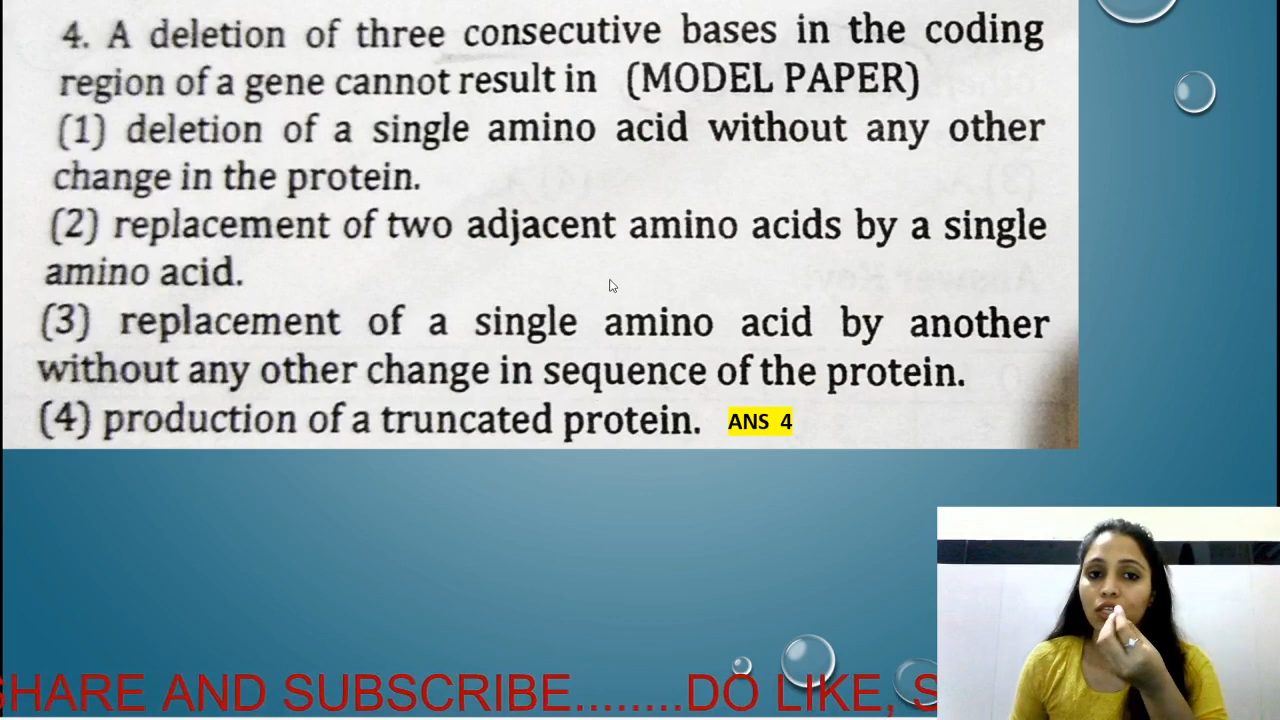 4. A deletion of three consecutive bases in the coding
region of a gene cannot result in (MODEL PAPER)
(1) deletion of a single amino acid without any other
change in the protein.
(2) replacement of two adjacent amino acids by a single
amino acid.
(3) replacement of a single amino acid by another
without any other change in sequence of the protein.
(4) production of a truncated protein. ANS 4
SHARE AND SUBSCRIBE........DO LIKE, S